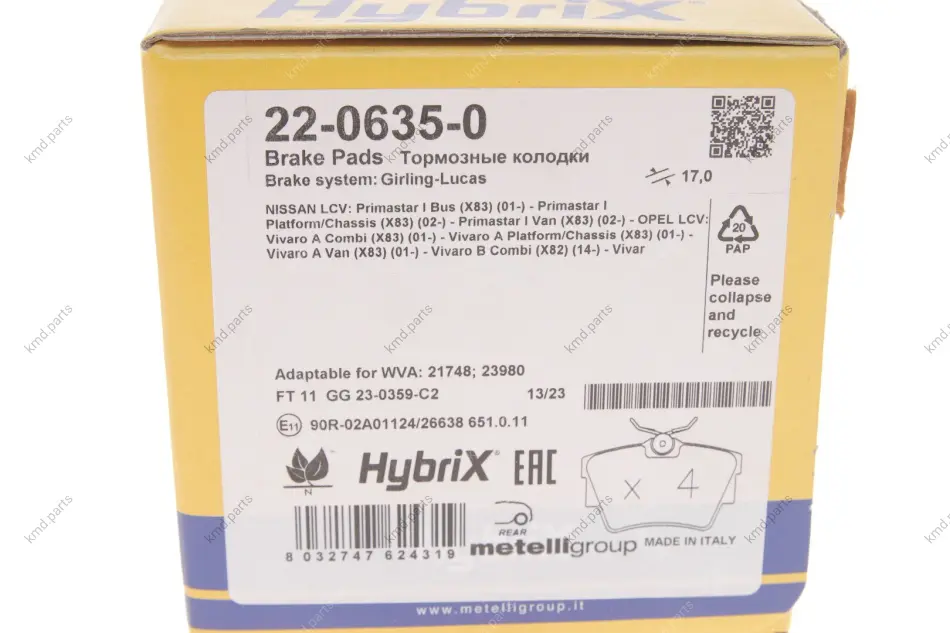 HybriX
22-0635-0
Brake Pads Тормозные колодки
Brake system: Girling-Lucas
17,0
NISSAN LCV: Primastar I Bus (X83) (01-) - Primastar I
Platform/Chassis (X83) (02-) - Primastar I Van (X83) (02-) - OPEL LCV:
Vivaro A Combi (X83) (01-) - Vivaro A Platform/Chassis (X83) (01-) -
Vivaro A Van (X83) (01-) - Vivaro B Combi (X82) (14-) - Vivar
20
PAP
Please
collapse
and
recycle
Adaptable for WVA: 21748; 23980
FT 11 GG 23-0359-C2 13/23
E11 90R-02A01124/26638 651.0.11
N
HybriX® EAC
x 4
REAR
8 032747 624319
metelligroup MADE IN ITALY
www.metelligroup.it
kmd.parts